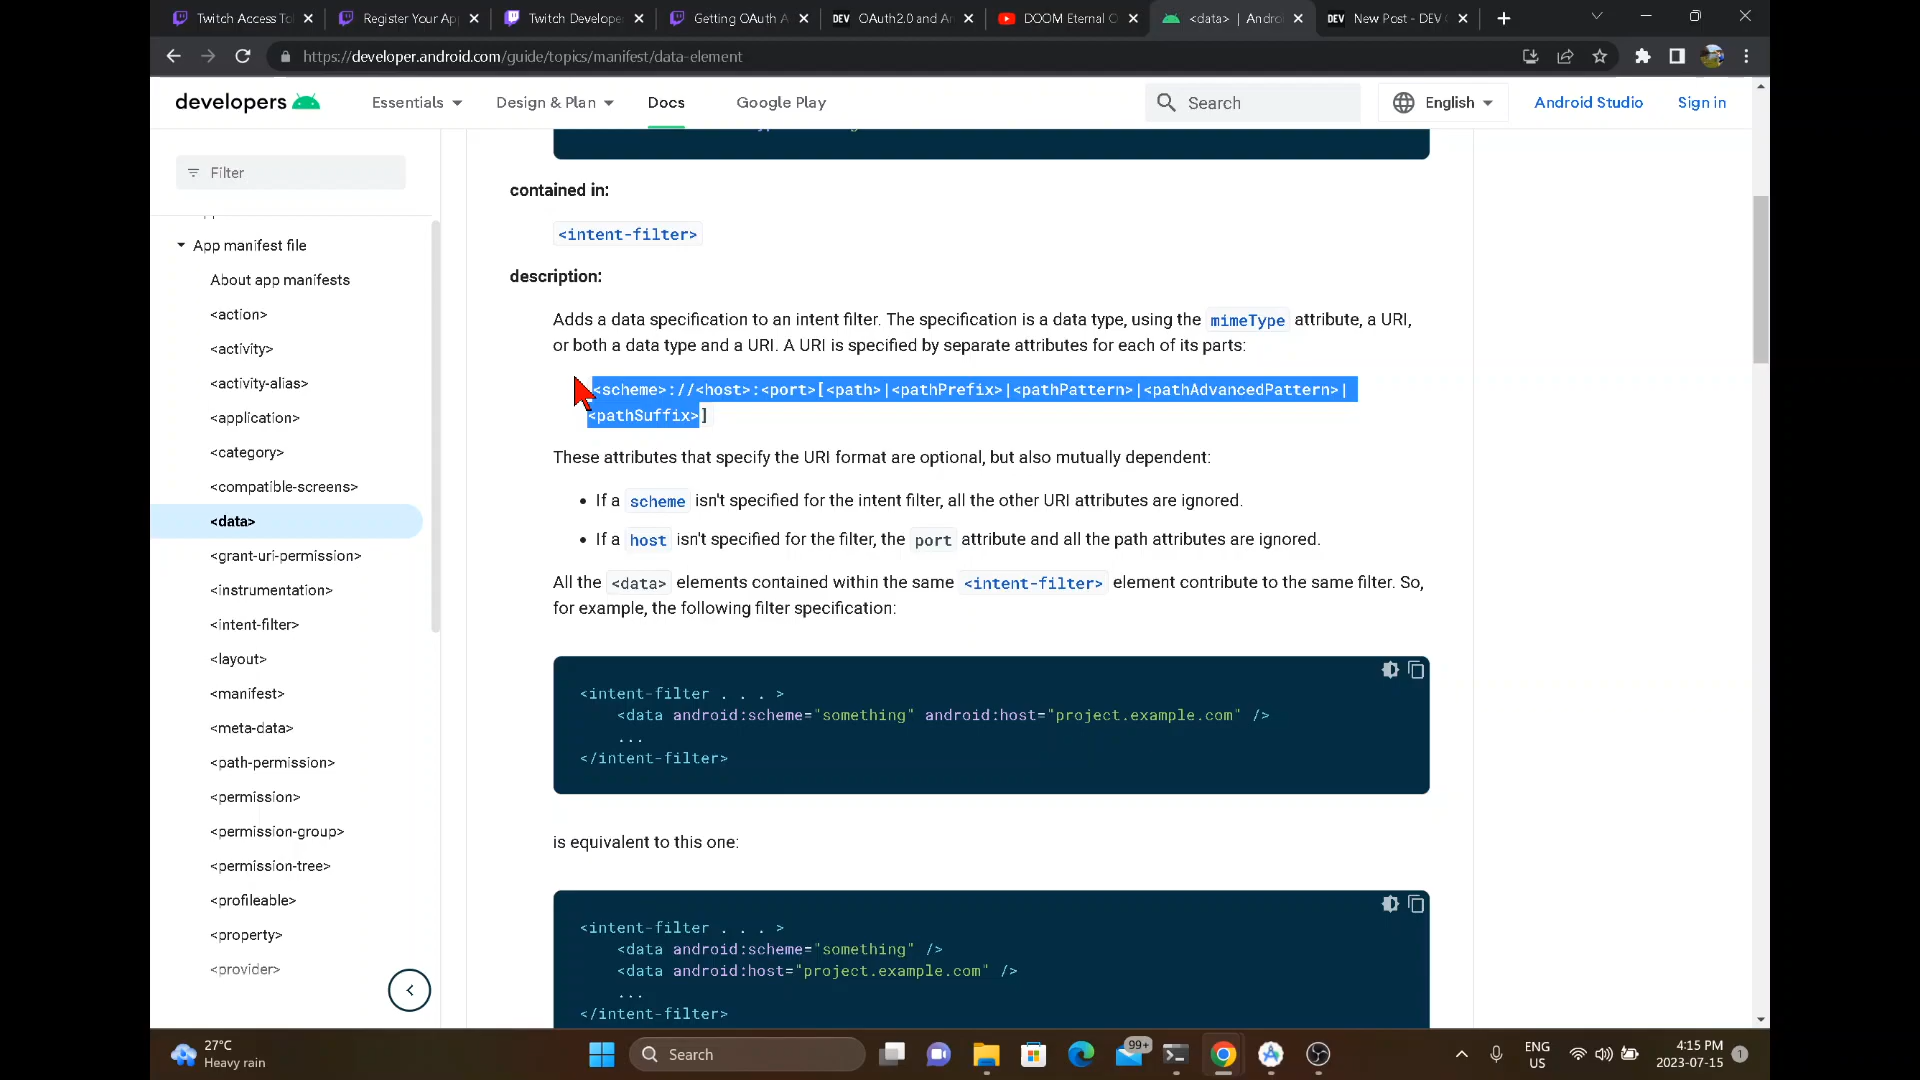 Twitch Access To
Register Your Ap
Twitch Develope
Getting OAuth A
DEV OAuth2.0 and An
DOOM Eternal O
<data> | Androi
DEV New Post - DEV C
https://developer.android.com/guide/topics/manifest/data-element
developers
Essentials
Design & Plan
Docs
Google Play
Search
English
Android Studio
Sign in
Filter
App manifest file
About app manifests
<action>
<activity>
<activity-alias>
<application>
<category>
<compatible-screens>
<data>
<grant-uri-permission>
<instrumentation>
<intent-filter>
<layout>
<manifest>
<meta-data>
<path-permission>
<permission>
<permission-group>
<permission-tree>
<profileable>
<property>
<provider>
contained in:
<intent-filter>
description:
Adds a data specification to an intent filter. The specification is a data type, using the mimeType attribute, a URI,
or both a data type and a URI. A URI is specified by separate attributes for each of its parts:
<scheme>://<host>:<port>[<path>|<pathPrefix>|<pathPattern>|<pathAdvancedPattern>|
<pathSuffix>]
These attributes that specify the URI format are optional, but also mutually dependent:
• If a scheme isn't specified for the intent filter, all the other URI attributes are ignored.
• If a host isn't specified for the filter, the port attribute and all the path attributes are ignored.
All the <data> elements contained within the same <intent-filter> element contribute to the same filter. So,
for example, the following filter specification:
<intent-filter . . . >
<data android:scheme="something" android:host="project.example.com" />
...
</intent-filter>
is equivalent to this one:
<intent-filter . . . >
<data android:scheme="something" />
<data android:host="project.example.com" />
...
</intent-filter>
27°C
Heavy rain
Search
99+
ENG
US
4:15 PM
2023-07-15
1